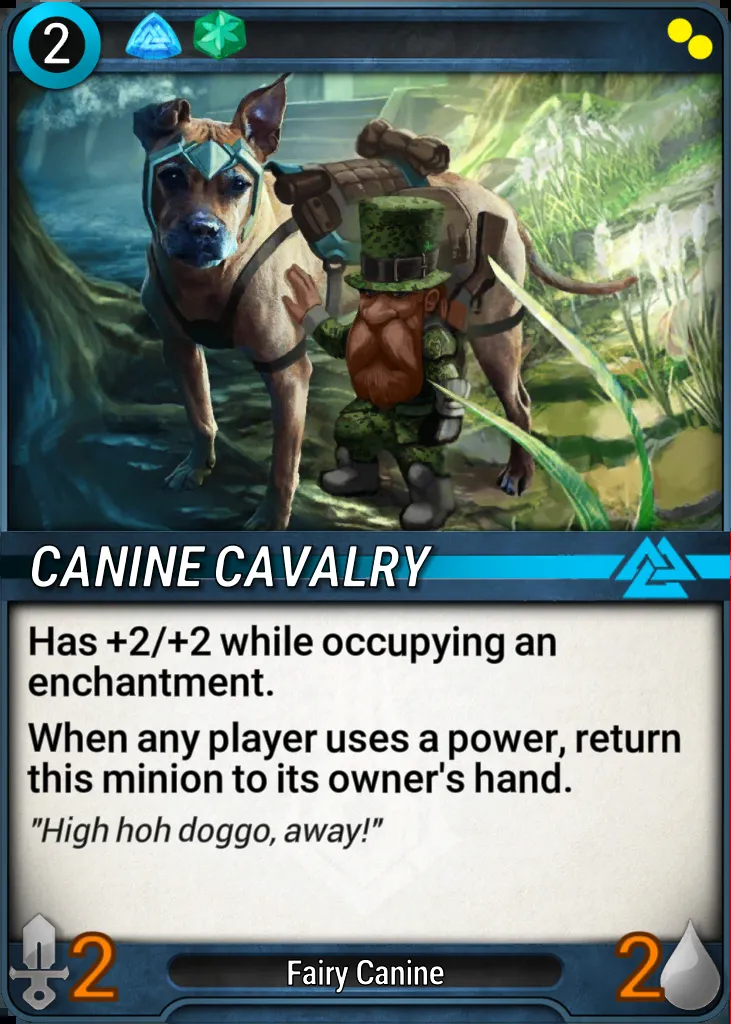 2
CANINE CAVALRY
Has +2/+2 while occupying an
enchantment.
When any player uses a power, return
this minion to its owner's hand.
"High hoh doggo, away!"
2
Fairy Canine
2